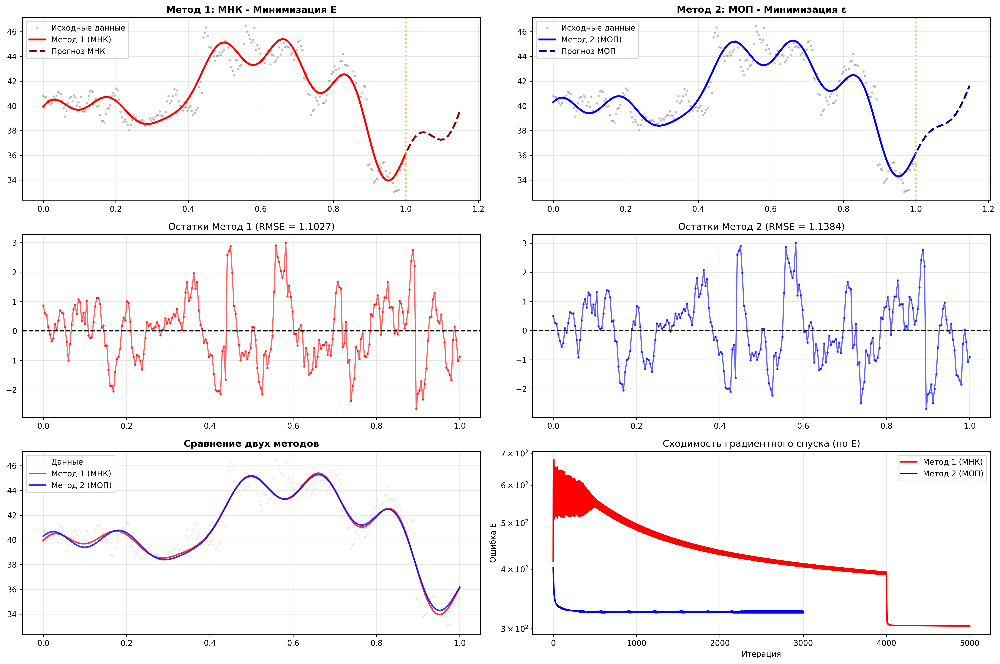 Метод 1: МНК - Минимизация E
Исходные данные
Метод 1 (МНК)
Прогноз МНК
46
44
42
40
38
36
34
0.0 0.2 0.4 0.6 0.8 1.0 1.2
Метод 2: МОП - Минимизация ε
Исходные данные
Метод 2 (МОП)
Прогноз МОП
46
44
42
40
38
36
34
0.0 0.2 0.4 0.6 0.8 1.0 1.2
Остатки Метод 1 (RMSE = 1.1027)
3
2
1
0
−1
−2
0.0 0.2 0.4 0.6 0.8 1.0
Остатки Метод 2 (RMSE = 1.1384)
3
2
1
0
−1
−2
0.0 0.2 0.4 0.6 0.8 1.0
Сравнение двух методов
Данные
Метод 1 (МНК)
Метод 2 (МОП)
46
44
42
40
38
36
34
0.0 0.2 0.4 0.6 0.8 1.0
Сходимость градиентного спуска (по E)
Метод 1 (МНК)
Метод 2 (МОП)
Ошибка E
7 × 10²
6 × 10²
5 × 10²
4 × 10²
3 × 10²
0 1000 2000 3000 4000 5000
Итерация